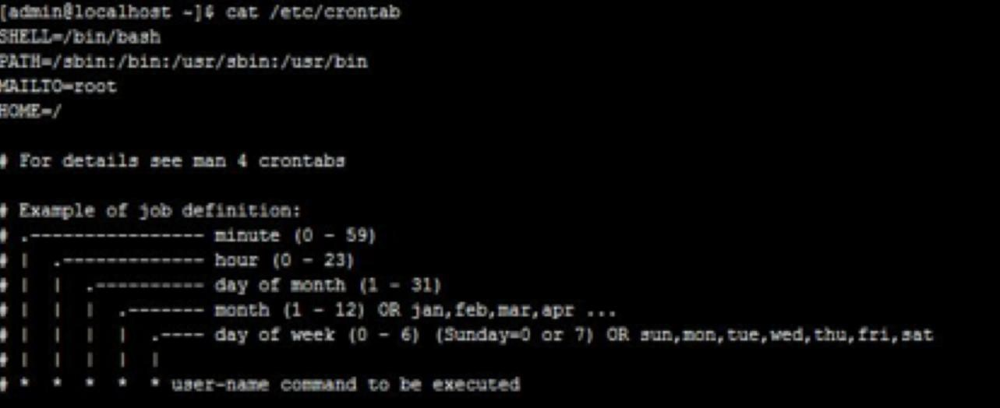 [admin@localhost ~]$ cat /etc/crontab
SHELL=/bin/bash
PATH=/sbin:/bin:/usr/sbin:/usr/bin
MAILTO=root
HOME=/
# For details see man 4 crontabs
# Example of job definition:
# .---------------- minute (0 - 59)
# |  .------------- hour (0 - 23)
# |  |  .---------- day of month (1 - 31)
# |  |  |  .------- month (1 - 12) OR jan,feb,mar,apr ...
# |  |  |  |  .---- day of week (0 - 6) (Sunday=0 or 7) OR sun,mon,tue,wed,thu,fri,sat
# |  |  |  |  |
# *  *  *  *  * user-name command to be executed